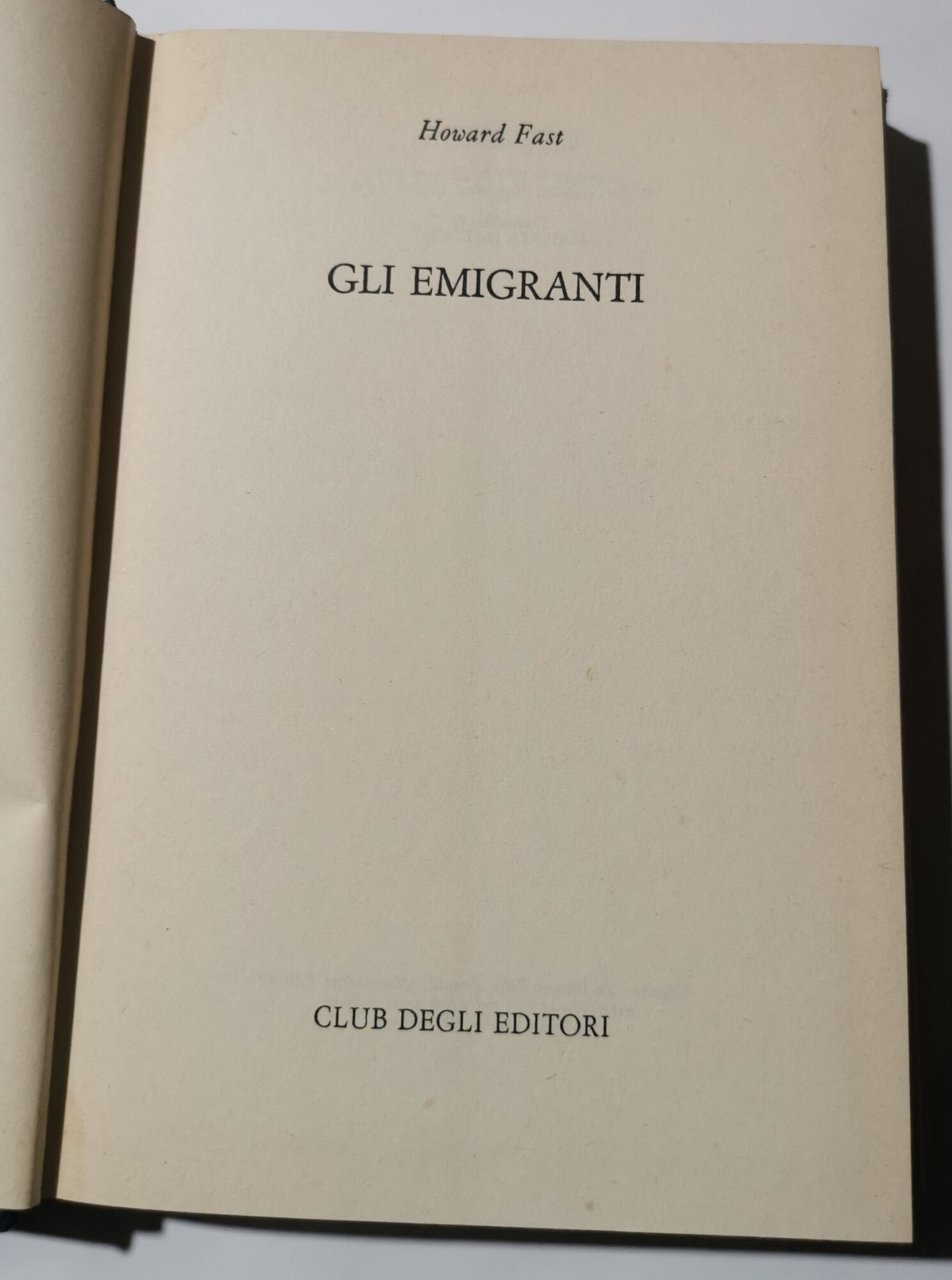 Howard Fast
GLI EMIGRANTI
CLUB DEGLI EDITORI